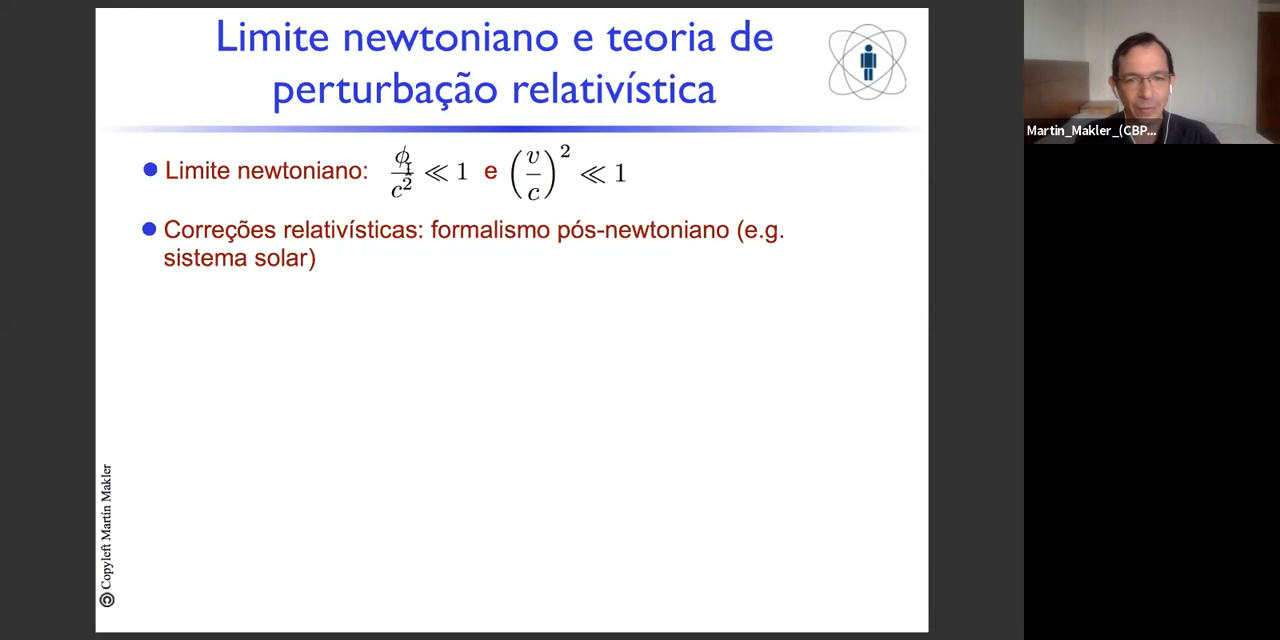 Limite newtoniano e teoria de
perturbação relativística
Limite newtoniano: ϕ/c² ≪ 1 e (v/c)² ≪ 1
Correções relativísticas: formalismo pós-newtoniano (e.g.
sistema solar)
© Copyleft Martín Makler
Martin_Makler_(CBP...